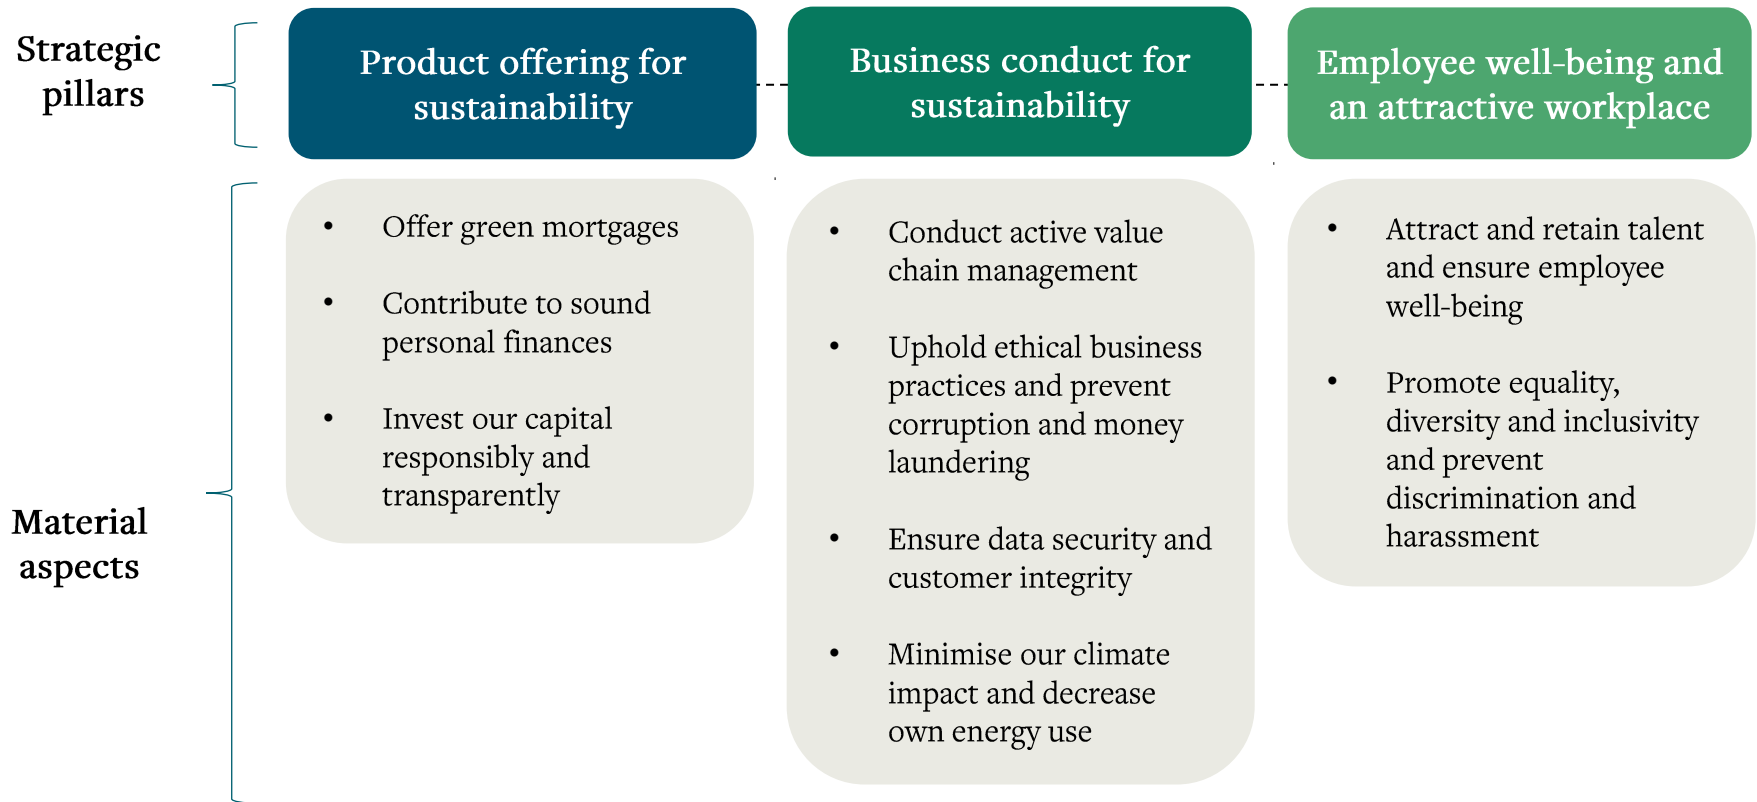 Strategic
pillars
Product offering for
sustainability
Business conduct for
sustainability
Employee well-being and
an attractive workplace
Material
aspects
• Offer green mortgages
• Contribute to sound
personal finances
• Invest our capital
responsibly and
transparently
• Conduct active value
chain management
• Uphold ethical business
practices and prevent
corruption and money
laundering
• Ensure data security and
customer integrity
• Minimise our climate
impact and decrease
own energy use
• Attract and retain talent
and ensure employee
well-being
• Promote equality,
diversity and inclusivity
and prevent
discrimination and
harassment